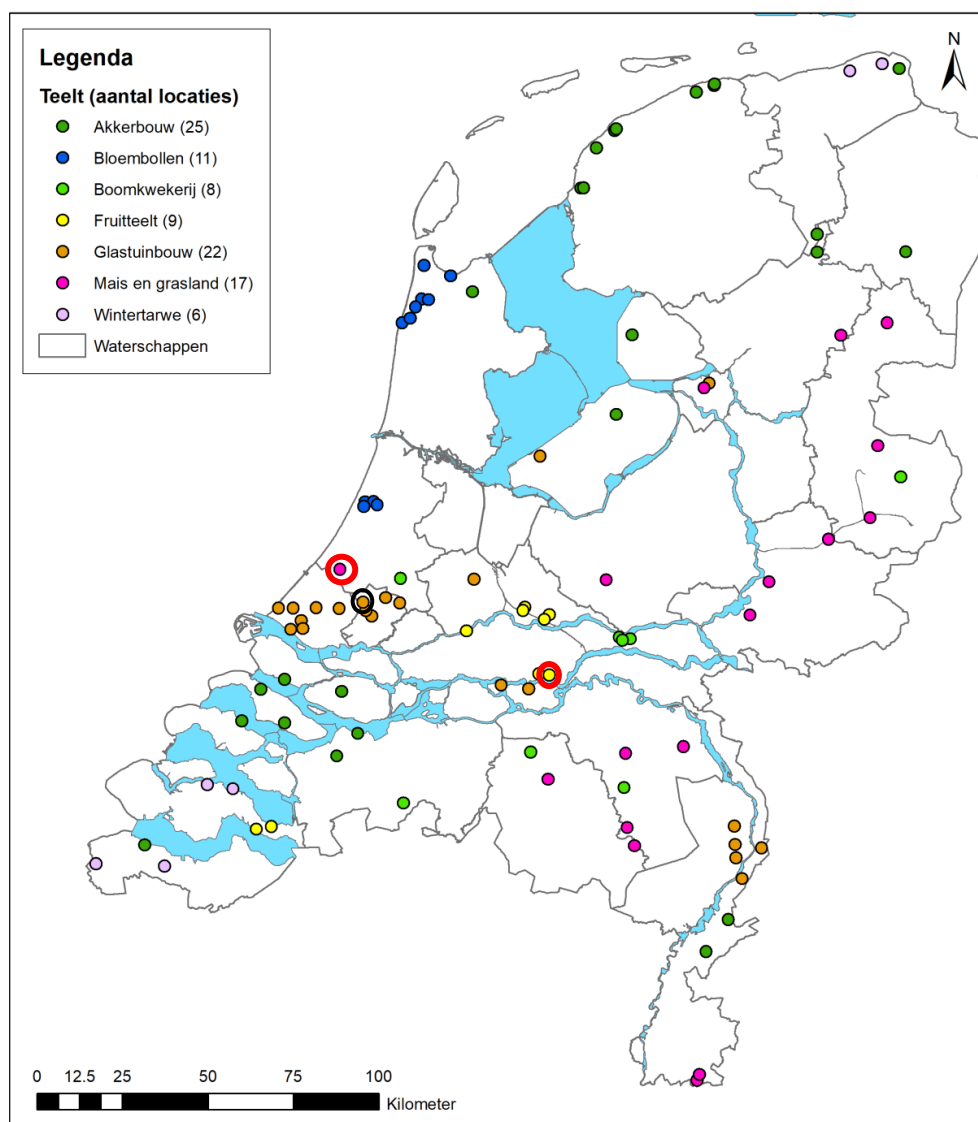 Legenda
Teelt (aantal locaties)
Akkerbouw (25)
Bloembollen (11)
Boomkwekerij (8)
Fruitteelt (9)
Glastuinbouw (22)
Mais en grasland (17)
Wintertarwe (6)
Waterschappen
N
0 12.5 25 50 75 100
Kilometer